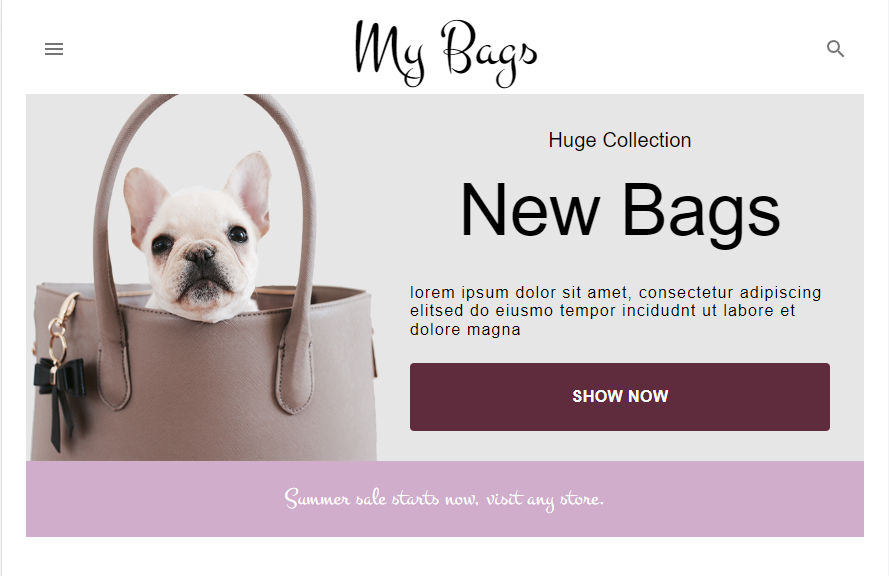 My Bags
Huge Collection
New Bags
lorem ipsum dolor sit amet, consectetur adipiscing
elitsed do eiusmo tempor incidudnt ut labore et
dolore magna
SHOW NOW
Summer sale starts now, visit any store.